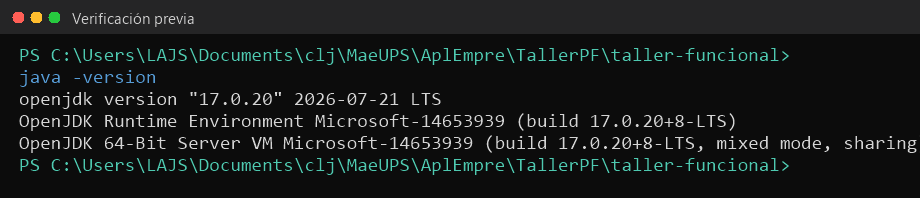 Verificación previa
PS C:\Users\LAJS\Documents\clj\MaeUPS\AplEmpre\TallerPF\taller-funcional>
java -version
openjdk version "17.0.20" 2026-07-21 LTS
OpenJDK Runtime Environment Microsoft-14653939 (build 17.0.20+8-LTS)
OpenJDK 64-Bit Server VM Microsoft-14653939 (build 17.0.20+8-LTS, mixed mode, sharing
PS C:\Users\LAJS\Documents\clj\MaeUPS\AplEmpre\TallerPF\taller-funcional>